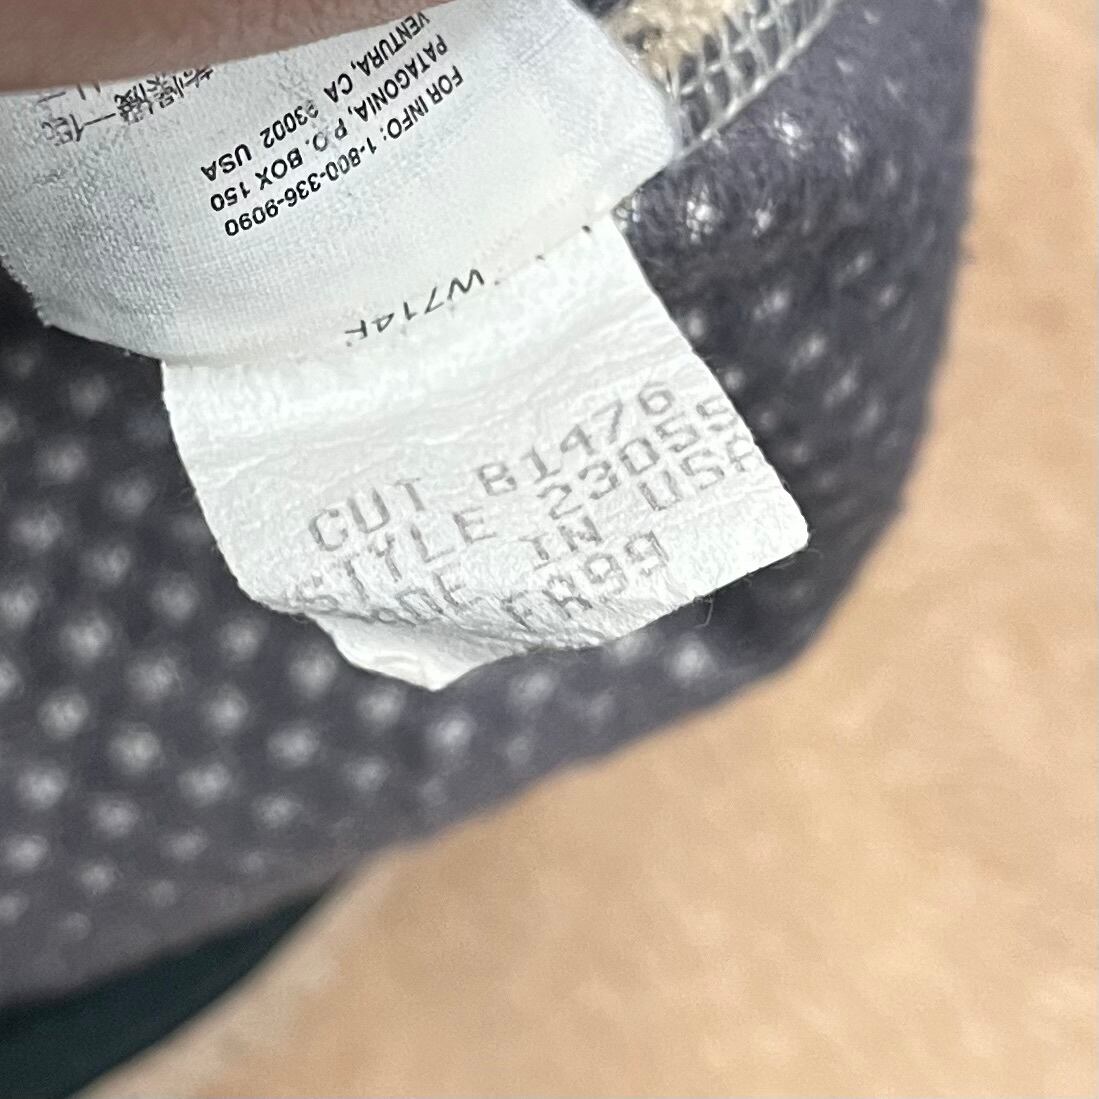 FOR INFO: 1-800-336-9090
PATAGONIA, P.O. BOX 150
VENTURA, CA 93002 USA
W714F
CUT B1476
STYLE 23055
IN USA
FA99